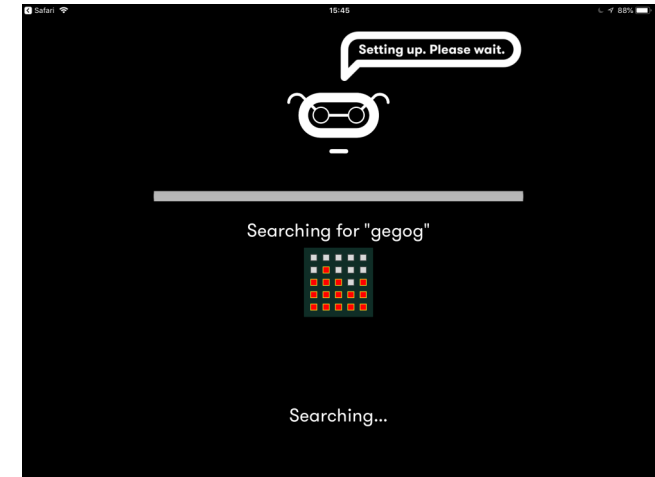 Safari 15:45 88%
Setting up. Please wait.
Searching for "gegog"
Searching...